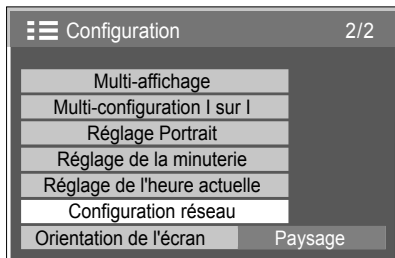 Configuration 2/2
Multi-affichage
Multi-configuration I sur I
Réglage Portrait
Réglage de la minuterie
Réglage de l'heure actuelle
Configuration réseau
Orientation de l'écran Paysage